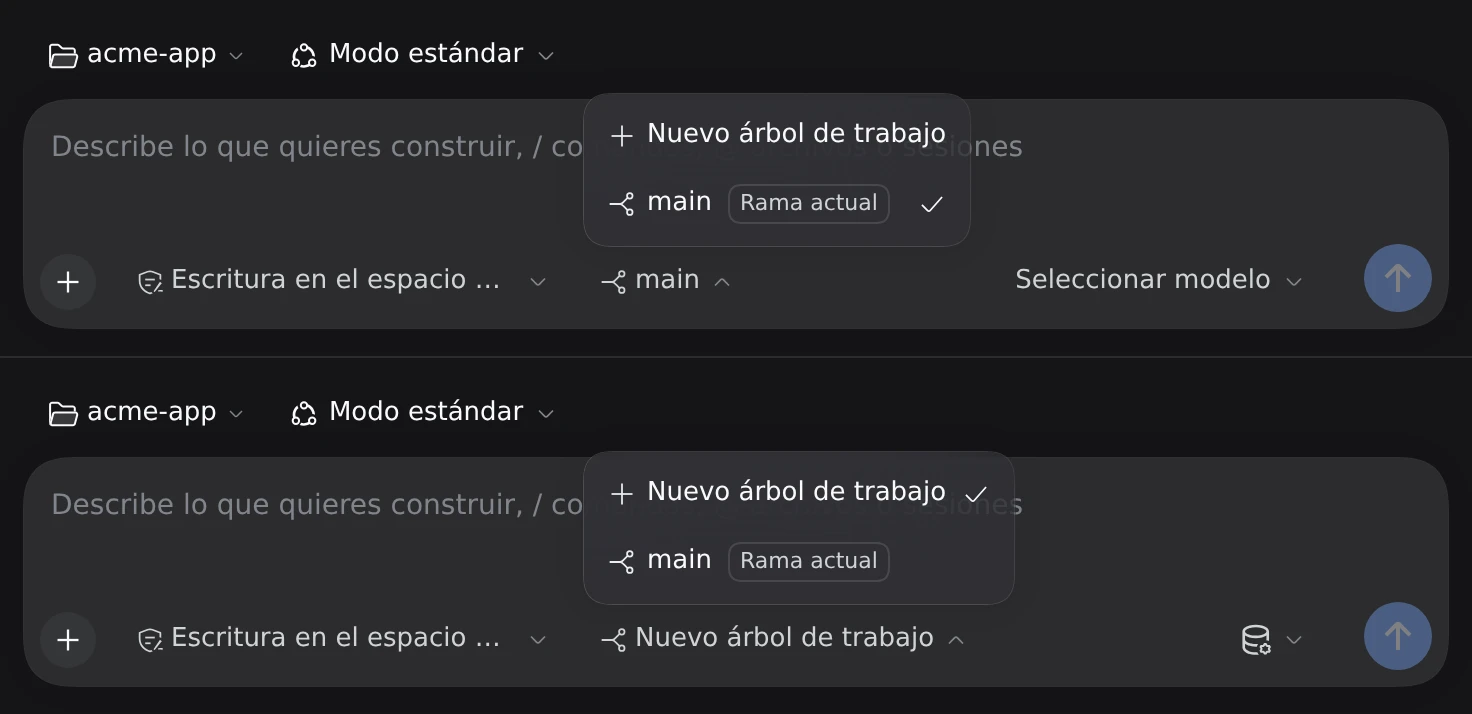 acme-app Modo estándar
Nuevo árbol de trabajo
Describe lo que quieres construir, / co sesiones
main Rama actual
Escritura en el espacio ... main Seleccionar modelo
acme-app Modo estándar
Nuevo árbol de trabajo
Describe lo que quieres construir, / co sesiones
main Rama actual
Escritura en el espacio ... Nuevo árbol de trabajo